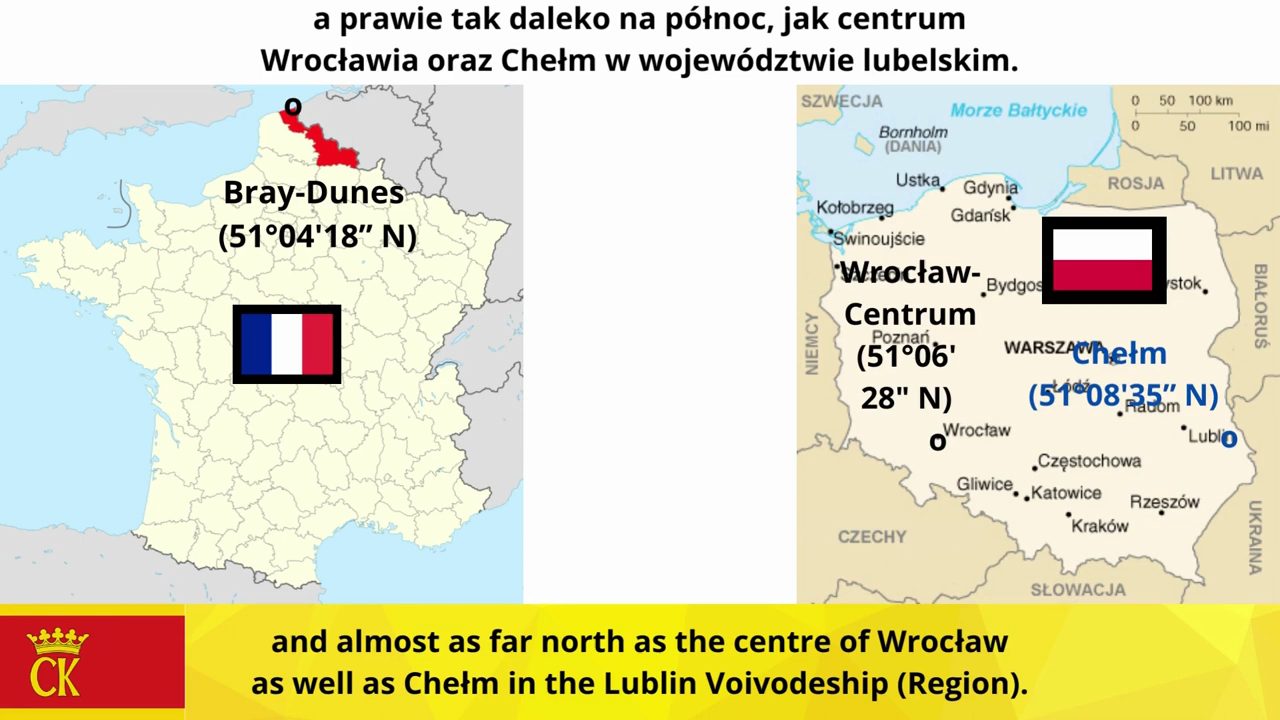 a prawie tak daleko na północ, jak centrum
Wrocławia oraz Chełm w województwie lubelskim.
Bray-Dunes
(51°04'18” N)
SZWECJA
Morze Bałtyckie
0 50 100 km
0 50 100 mi
Bornholm
(DANIA)
LITWA
ROSJA
Ustka
Gdynia
Gdańsk
Kołobrzeg
Świnoujście
Wrocław-
Centrum
(51°06'
28" N)
Bydgos
stok
BIAŁORUŚ
NIEMCY
Poznań
WARSZAWA
Chełm
(51°08'35” N)
Łódź
Radom
Lublin
Wrocław
Częstochowa
Gliwice
Katowice
Rzeszów
Kraków
CZECHY
UKRAINA
SŁOWACJA
CK
and almost as far north as the centre of Wrocław
as well as Chełm in the Lublin Voivodeship (Region).